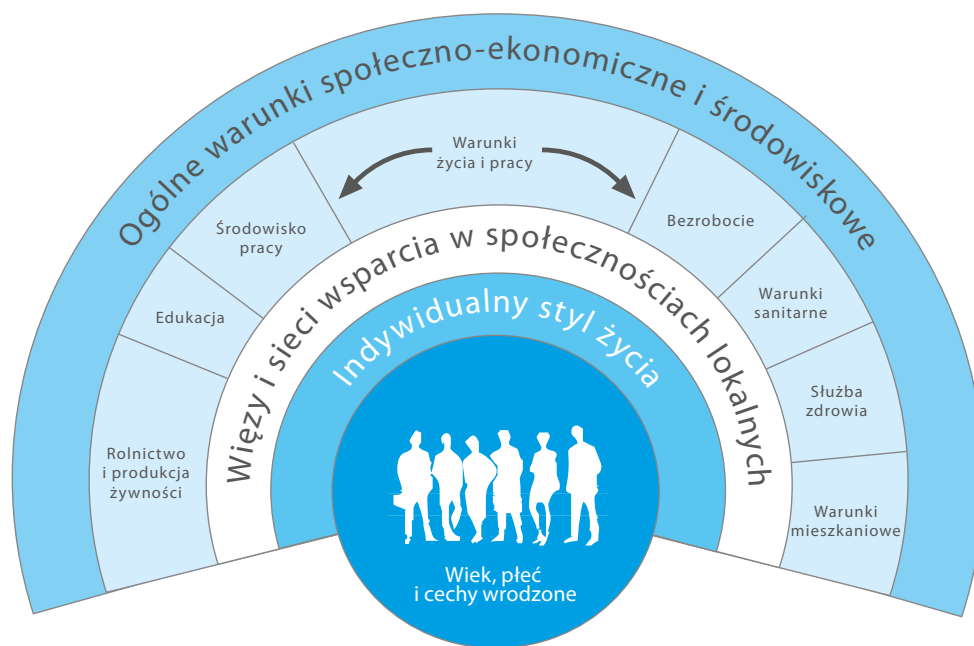 Ogólne warunki społeczno-ekonomiczne i środowiskowe
Warunki
życia i pracy
Środowisko
pracy
Bezrobocie
Edukacja
Warunki
sanitarne
Rolnictwo
i produkcja
żywności
Służba
zdrowia
Warunki
mieszkaniowe
Więzy i sieci wsparcia w społecznościach lokalnych
Indywidualny styl życia
Wiek, płeć
i cechy wrodzone